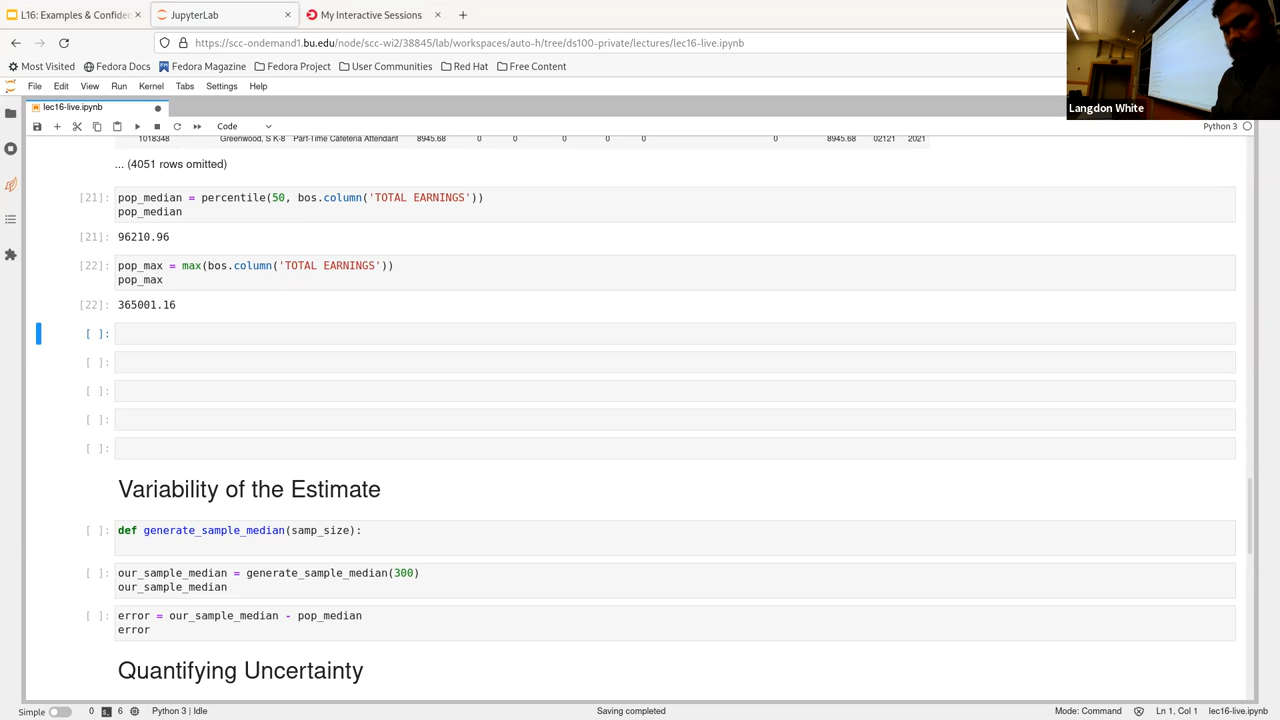 L16: Examples & Confiden
JupyterLab
My Interactive Sessions
https://scc-ondemand1.bu.edu/node/scc-wi2/38845/lab/workspaces/auto-h/tree/ds100-private/lectures/lec16-live.ipynb
Most Visited
Fedora Docs
Fedora Magazine
Fedora Project
User Communities
Red Hat
Free Content
Langdon White
File Edit View Run Kernel Tabs Settings Help
lec16-live.ipynb
Code
Python 3
1018348 Greenwood, S K-8 Part-Time Cafeteria Attendant 8945.68 0 0 0 0 0 8945.68 02121 2021
... (4051 rows omitted)
[21]: pop_median = percentile(50, bos.column('TOTAL EARNINGS'))
pop_median
[21]: 96210.96
[22]: pop_max = max(bos.column('TOTAL EARNINGS'))
pop_max
[22]: 365001.16
[ ]:
[ ]:
[ ]:
[ ]:
[ ]:
Variability of the Estimate
[ ]: def generate_sample_median(samp_size):
[ ]: our_sample_median = generate_sample_median(300)
our_sample_median
[ ]: error = our_sample_median - pop_median
error
Quantifying Uncertainty
Simple 0 6 Python 3 | Idle Saving completed Mode: Command Ln 1, Col 1 lec16-live.ipynb